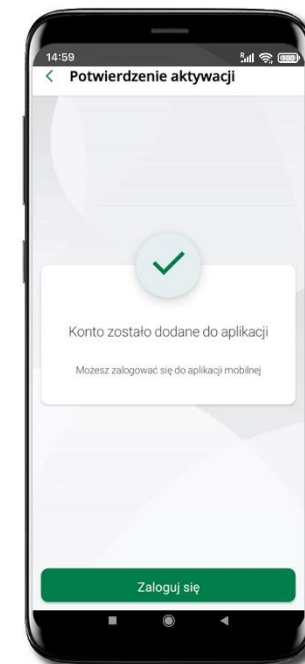 14:59
Potwierdzenie aktywacji
Konto zostało dodane do aplikacji
Możesz zalogować się do aplikacji mobilnej
Zaloguj się